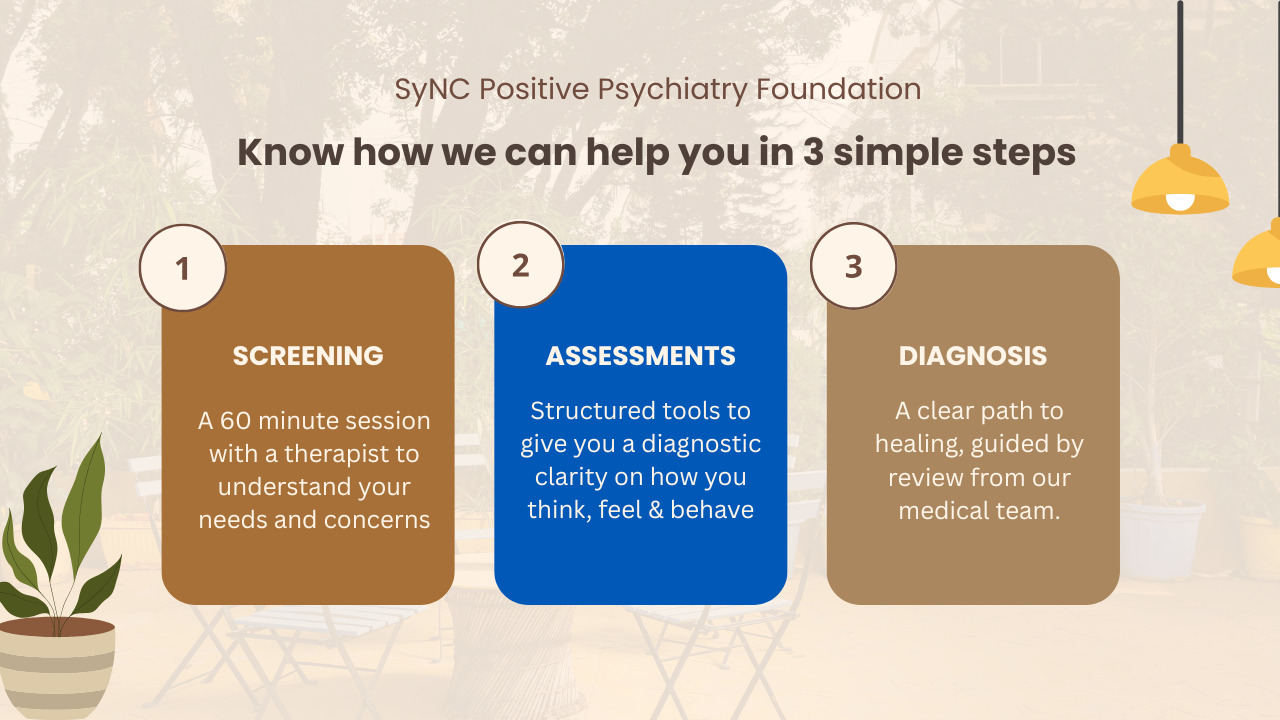 SyNC Positive Psychiatry Foundation
Know how we can help you in 3 simple steps
1
SCREENING
A 60 minute session
with a therapist to
understand your
needs and concerns
2
ASSESSMENTS
Structured tools to
give you a diagnostic
clarity on how you
think, feel & behave
3
DIAGNOSIS
A clear path to
healing, guided by
review from our
medical team.